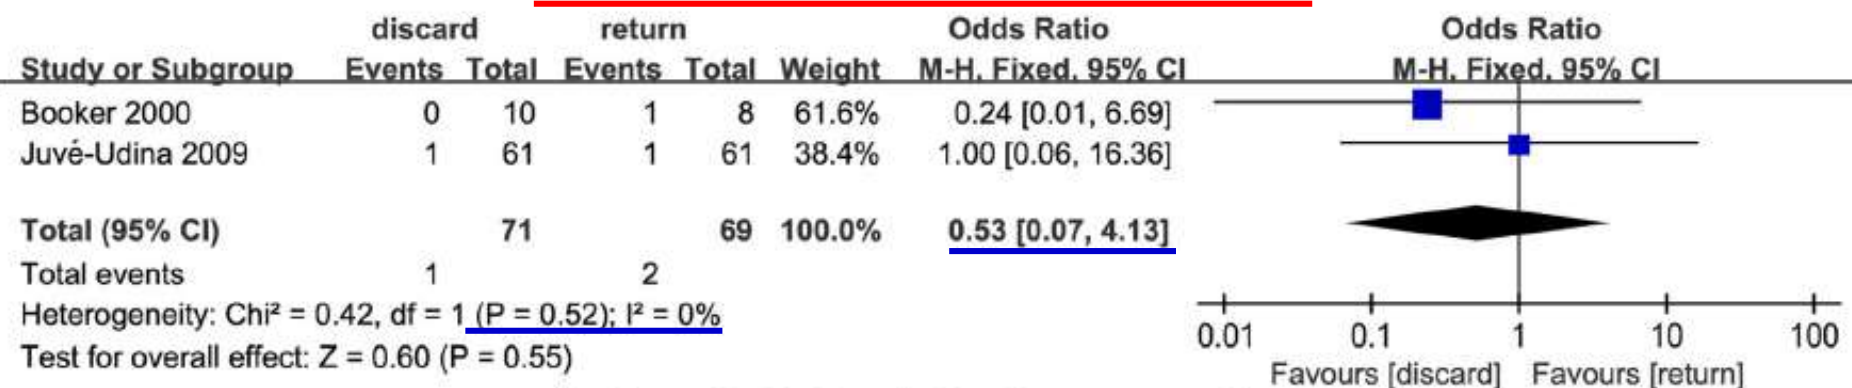 discard return Odds Ratio Odds Ratio
Study or Subgroup Events Total Events Total Weight M-H, Fixed, 95% CI M-H, Fixed, 95% CI
Booker 2000 0 10 1 8 61.6% 0.24 [0.01, 6.69]
Juvé-Udina 2009 1 61 1 61 38.4% 1.00 [0.06, 16.36]
Total (95% CI) 71 69 100.0% 0.53 [0.07, 4.13]
Total events 1 2
Heterogeneity: Chi² = 0.42, df = 1 (P = 0.52); I² = 0%
Test for overall effect: Z = 0.60 (P = 0.55)
0.01 0.1 1 10 100
Favours [discard] Favours [return]